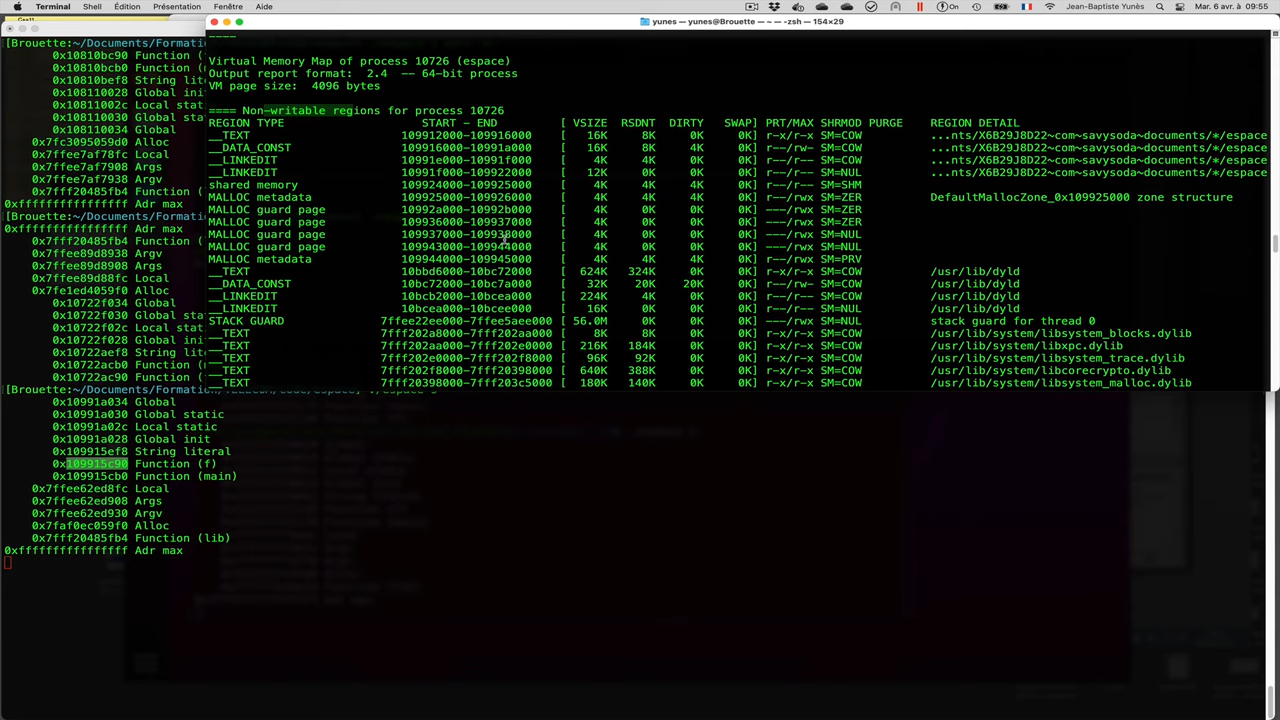 Terminal Shell Édition Présentation Fenêtre Aide
On Jean-Baptiste Yunès Mar. 6 avr. à 09:55
yunes — yunes@Brouette — ~ — -zsh — 154×29
[[Brouette:~/Documents/Formati
0x10810bc90 Function (
0x10810bcb0 Function (
0x10810bef8 String lite
0x108110028 Global init
0x10811002c Local stati
0x108110030 Global stat
0x108110034 Global
0x7fc3095059d0 Alloc
0x7ffee7af78fc Local
0x7ffee7af7908 Args
0x7ffee7af7938 Argv
0x7fff20485fb4 Function (
0xffffffffffffffff Adr max
[[Brouette:~/Documents/Formati
0xffffffffffffffff Adr max
0x7fff20485fb4 Function (
0x7ffee89d8938 Argv
0x7ffee89d8908 Args
0x7ffee89d88fc Local
0x7fe1ed4059f0 Alloc
0x10722f034 Global
0x10722f030 Global stat
0x10722f02c Local stati
0x10722f028 Global init
0x10722aef8 String lite
0x10722acb0 Function (
0x10722ac90 Function (
0x10991a034 Global
0x10991a030 Global static
0x10991a02c Local static
0x10991a028 Global init
0x109915ef8 String literal
0x109915c90 Function (f)
0x109915cb0 Function (main)
0x7ffee62ed8fc Local
0x7ffee62ed908 Args
0x7ffee62ed930 Argv
0x7faf0ec059f0 Alloc
0x7fff20485fb4 Function (lib)
0xffffffffffffffff Adr max
----
Virtual Memory Map of process 10726 (espace)
Output report format: 2.4 -- 64-bit process
VM page size: 4096 bytes
==== Non-writable regions for process 10726
REGION TYPE START - END [ VSIZE RSDNT DIRTY SWAP] PRT/MAX SHRMOD PURGE REGION DETAIL
__TEXT 109912000-109916000 [ 16K 8K 0K 0K] r-x/r-x SM=COW ...nts/X6B29J8D22~com~savysoda~documents/*/espace
__DATA_CONST 109916000-10991a000 [ 16K 8K 4K 0K] r--/rw- SM=COW ...nts/X6B29J8D22~com~savysoda~documents/*/espace
__LINKEDIT 10991e000-10991f000 [ 4K 4K 0K 0K] r--/r-- SM=COW ...nts/X6B29J8D22~com~savysoda~documents/*/espace
__LINKEDIT 10991f000-109922000 [ 12K 0K 0K 0K] r--/r-- SM=NUL ...nts/X6B29J8D22~com~savysoda~documents/*/espace
shared memory 109924000-109925000 [ 4K 4K 4K 0K] r--/r-- SM=SHM
MALLOC metadata 109925000-109926000 [ 4K 4K 4K 0K] r--/rwx SM=ZER DefaultMallocZone_0x109925000 zone structure
MALLOC guard page 10992a000-10992b000 [ 4K 0K 0K 0K] ---/rwx SM=ZER
MALLOC guard page 109936000-109937000 [ 4K 0K 0K 0K] ---/rwx SM=ZER
MALLOC guard page 109937000-109938000 [ 4K 0K 0K 0K] ---/rwx SM=NUL
MALLOC guard page 109943000-109944000 [ 4K 0K 0K 0K] ---/rwx SM=NUL
MALLOC metadata 109944000-109945000 [ 4K 4K 4K 0K] r--/rwx SM=PRV
__TEXT 10bbd6000-10bc72000 [ 624K 324K 0K 0K] r-x/r-x SM=COW /usr/lib/dyld
__DATA_CONST 10bc72000-10bc7a000 [ 32K 20K 20K 0K] r--/rw- SM=COW /usr/lib/dyld
__LINKEDIT 10bcb2000-10bcea000 [ 224K 4K 0K 0K] r--/r-- SM=COW /usr/lib/dyld
__LINKEDIT 10bcea000-10bcee000 [ 16K 0K 0K 0K] r--/r-- SM=NUL /usr/lib/dyld
STACK GUARD 7ffee22ee000-7ffee5aee000 [ 56.0M 0K 0K 0K] ---/rwx SM=NUL stack guard for thread 0
__TEXT 7fff202a8000-7fff202aa000 [ 8K 8K 0K 0K] r-x/r-x SM=COW /usr/lib/system/libsystem_blocks.dylib
__TEXT 7fff202aa000-7fff202e0000 [ 216K 184K 0K 0K] r-x/r-x SM=COW /usr/lib/system/libxpc.dylib
__TEXT 7fff202e0000-7fff202f8000 [ 96K 92K 0K 0K] r-x/r-x SM=COW /usr/lib/system/libsystem_trace.dylib
__TEXT 7fff202f8000-7fff20398000 [ 640K 388K 0K 0K] r-x/r-x SM=COW /usr/lib/system/libcorecrypto.dylib
__TEXT 7fff20398000-7fff203c5000 [ 180K 140K 0K 0K] r-x/r-x SM=COW /usr/lib/system/libsystem_malloc.dylib